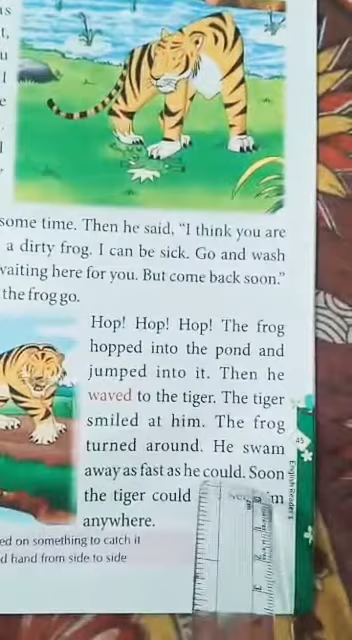 some time. Then he said, “I think you are
a dirty frog. I can be sick. Go and wash
waiting here for you. But come back soon.”
the frog go.
Hop! Hop! Hop! The frog
hopped into the pond and
jumped into it. Then he
waved to the tiger. The tiger
smiled at him. The frog
turned around. He swam
away as fast as he could. Soon
the tiger could
anywhere.
ed on something to catch it
d hand from side to side
45
English Reader